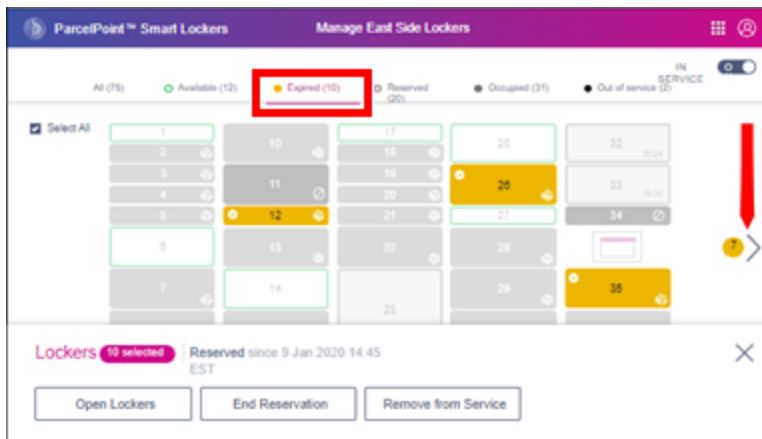 ParcelPoint™ Smart Lockers
Manage East Side Lockers
IN
SERVICE
All (75)
Available (12)
Expired (10)
Reserved
(20)
Occupied (31)
Out of service (2)
Select All
1
2
3
4
5
6
7
10
11
12
13
14
17
18
19
20
21
22
23
25
26
27
28
29
32
20:24
33
34
35
7
Lockers
10 selected
Reserved since 9 Jan 2020 14:45
EST
Open Lockers
End Reservation
Remove from Service